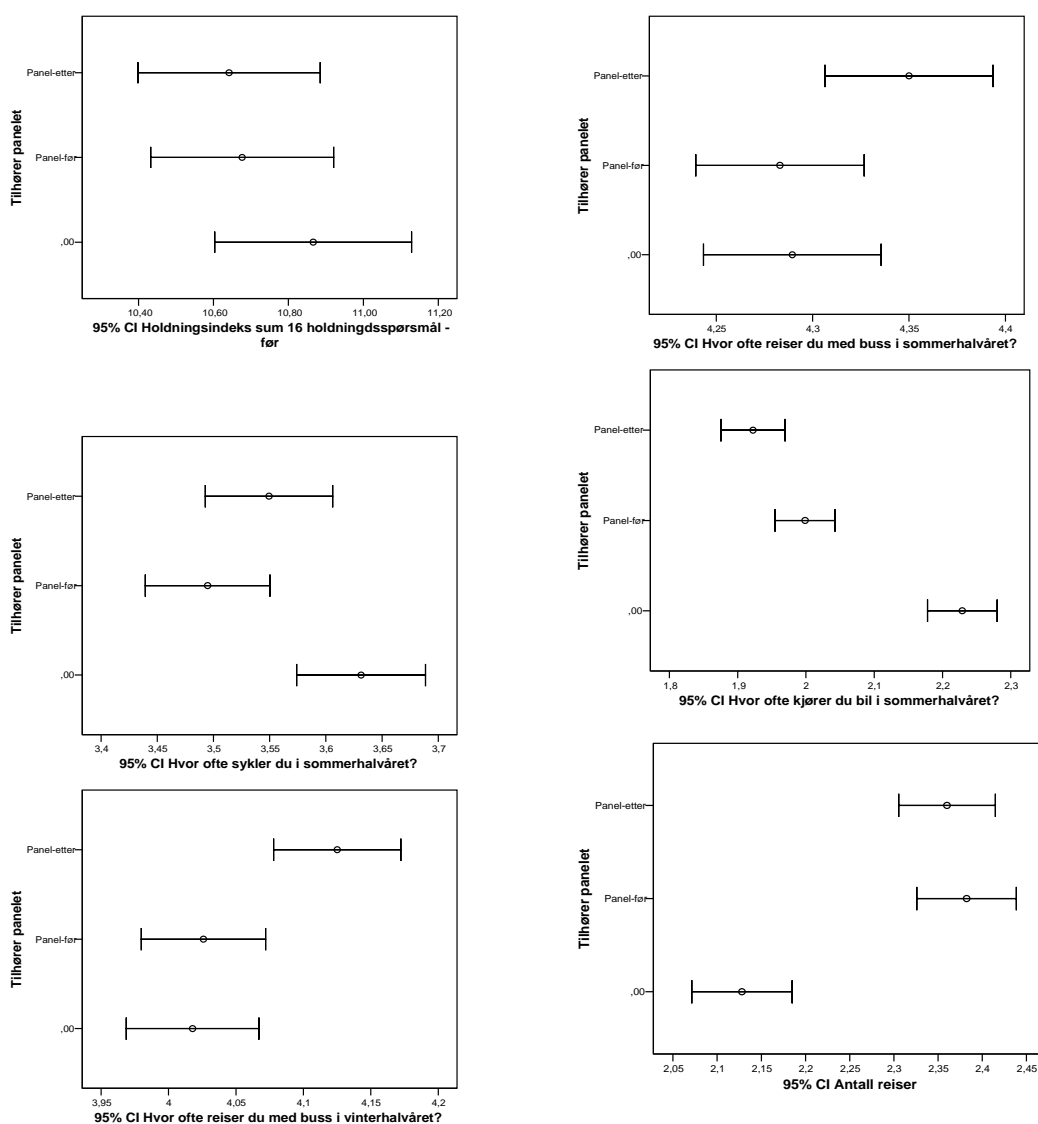 Tilhører panelet
Panel-etter
Panel-før
,00
10,40 10,60 10,80 11,00 11,20
95% CI Holdningsindeks sum 16 holdningdsspørsmål -
før
Tilhører panelet
Panel-etter
Panel-før
,00
4,25 4,3 4,35 4,4
95% CI Hvor ofte reiser du med buss i sommerhalvåret?
Tilhører panelet
Panel-etter
Panel-før
,00
3,4 3,45 3,5 3,55 3,6 3,65 3,7
95% CI Hvor ofte sykler du i sommerhalvåret?
Tilhører panelet
Panel-etter
Panel-før
,00
1,8 1,9 2 2,1 2,2 2,3
95% CI Hvor ofte kjører du bil i sommerhalvåret?
Tilhører panelet
Panel-etter
Panel-før
,00
3,95 4 4,05 4,1 4,15 4,2
95% CI Hvor ofte reiser du med buss i vinterhalvåret?
Tilhører panelet
Panel-etter
Panel-før
,00
2,05 2,1 2,15 2,2 2,25 2,3 2,35 2,4 2,45
95% CI Antall reiser